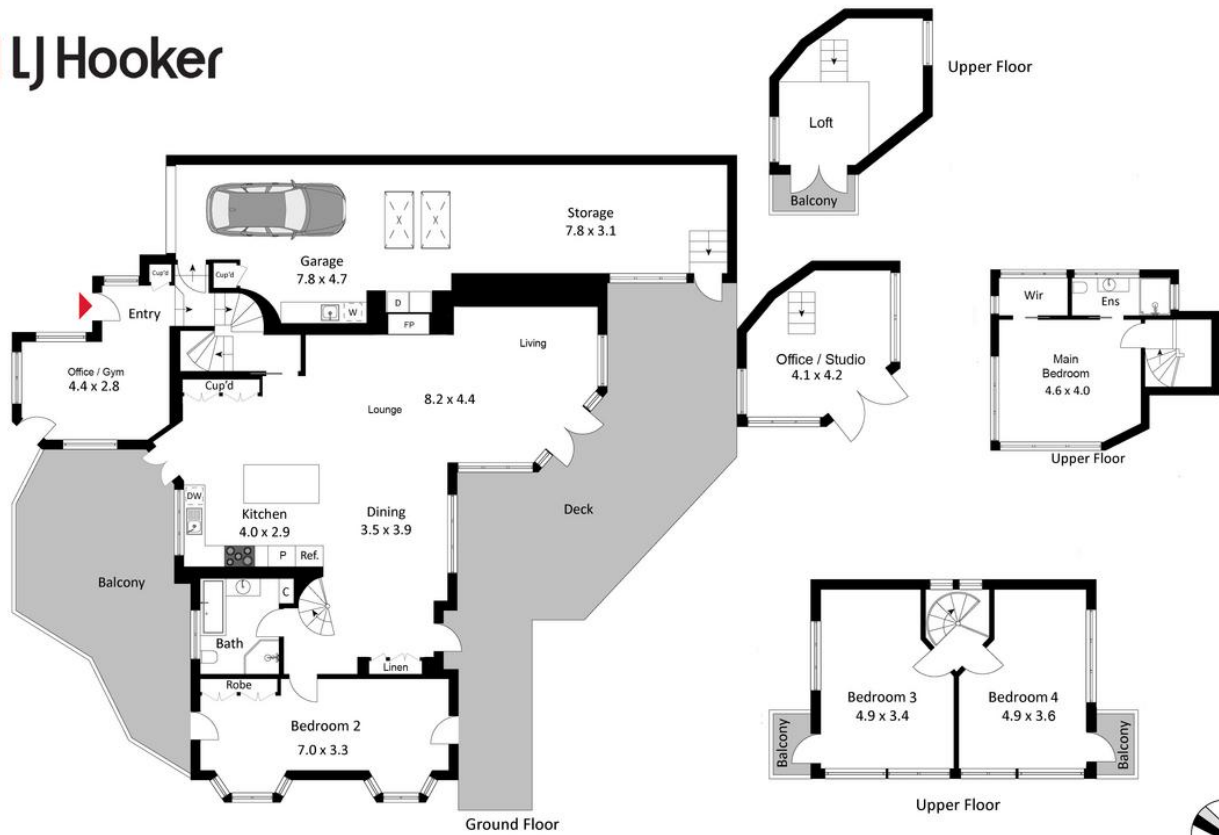 LJ Hooker
Upper Floor
Loft
Balcony
Storage
7.8 x 3.1
Garage
7.8 x 4.7
Cup'd
Cup'd
Entry
W
D
FP
Office / Gym
4.4 x 2.8
Cup'd
Living
Lounge
8.2 x 4.4
Office / Studio
4.1 x 4.2
Wir
Ens
Main
Bedroom
4.6 x 4.0
Upper Floor
DW
Kitchen
4.0 x 2.9
Dining
3.5 x 3.9
P
Ref.
Deck
Balcony
C
Bath
Linen
Robe
Bedroom 2
7.0 x 3.3
Ground Floor
Bedroom 3
4.9 x 3.4
Bedroom 4
4.9 x 3.6
Balcony
Balcony
Upper Floor